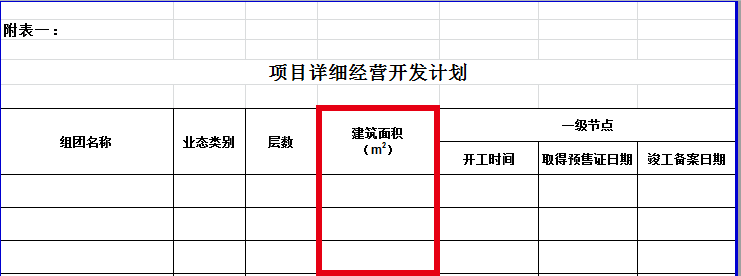 附表一：
项目详细经营开发计划
组团名称
业态类别
层数
建筑面积
（m²）
一级节点
开工时间
取得预售证日期
竣工备案日期